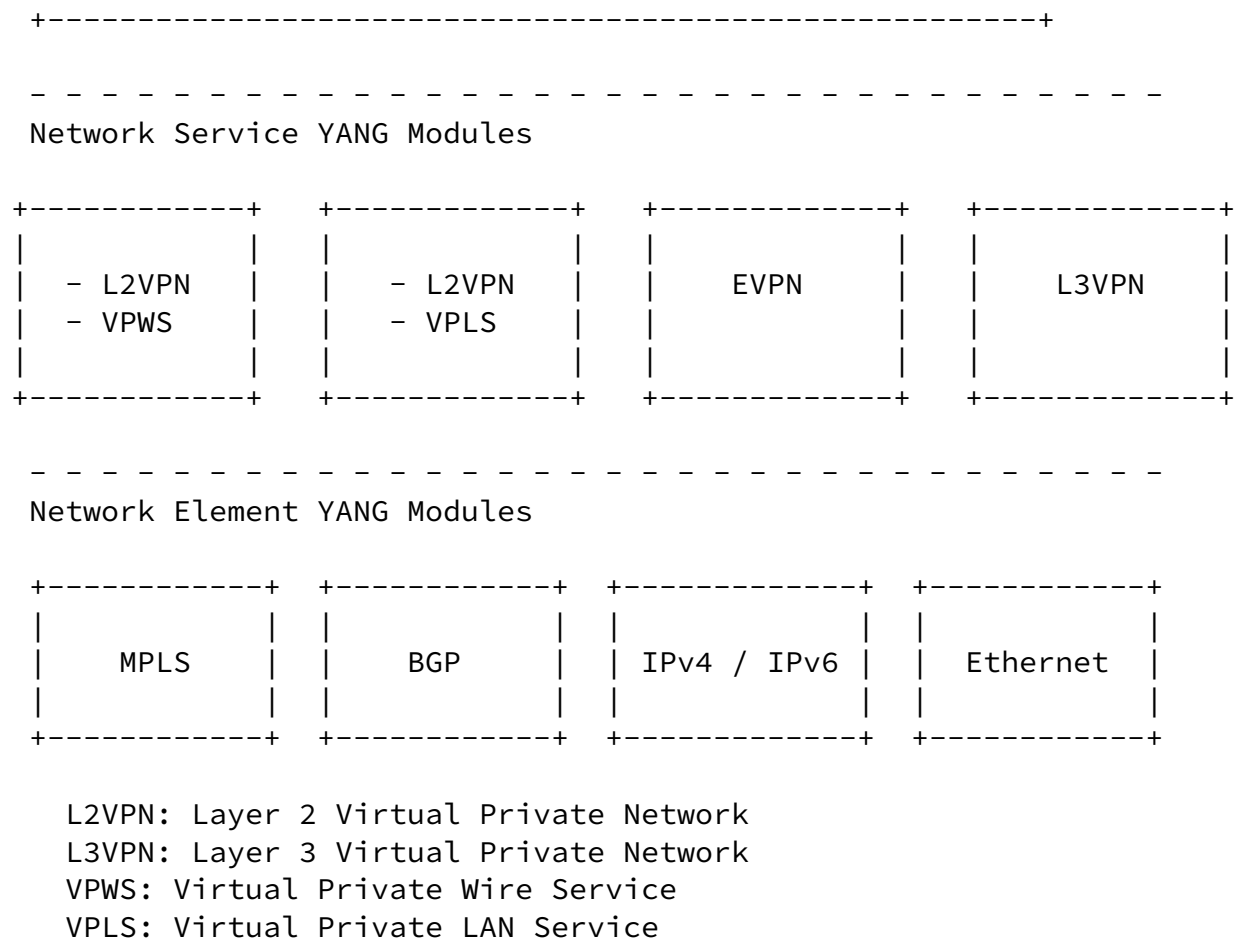 +-------------------------------------------------------+
- - - - - - - - - - - - - - - - - - - - - - - - - - - - - - - -
Network Service YANG Modules
+------------+   +-------------+   +-------------+   +-------------+
|            |   |             |   |             |   |             |
|  - L2VPN   |   |   - L2VPN   |   |    EVPN     |   |    L3VPN    |
|  - VPWS    |   |   - VPLS    |   |             |   |             |
|            |   |             |   |             |   |             |
+------------+   +-------------+   +-------------+   +-------------+
- - - - - - - - - - - - - - - - - - - - - - - - - - - - - - - -
Network Element YANG Modules
+------------+  +------------+  +-------------+  +------------+
|            |  |            |  |             |  |            |
|    MPLS    |  |    BGP     |  | IPv4 / IPv6 |  |  Ethernet  |
|            |  |            |  |             |  |            |
+------------+  +------------+  +-------------+  +------------+
L2VPN: Layer 2 Virtual Private Network
L3VPN: Layer 3 Virtual Private Network
VPWS: Virtual Private Wire Service
VPLS: Virtual Private LAN Service